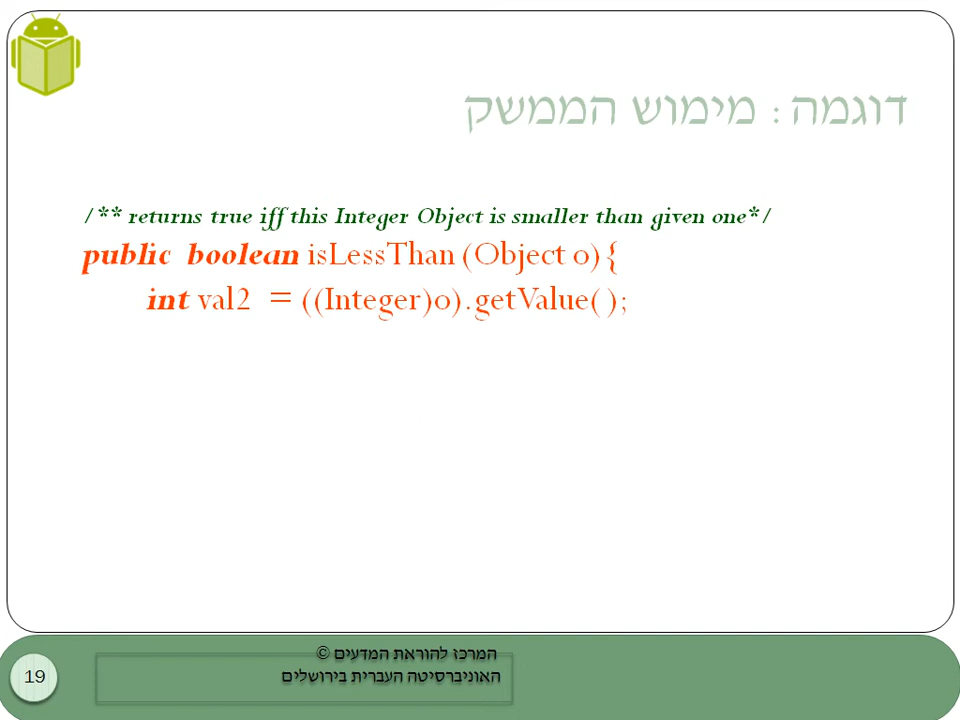 דוגמה: מימוש הממשק
/** returns true iff this Integer Object is smaller than given one*/
public boolean isLessThan (Object o){
int val2 = ((Integer)o).getValue( );
המרכז להוראת המדעים ©
האוניברסיטה העברית בירושלים
19